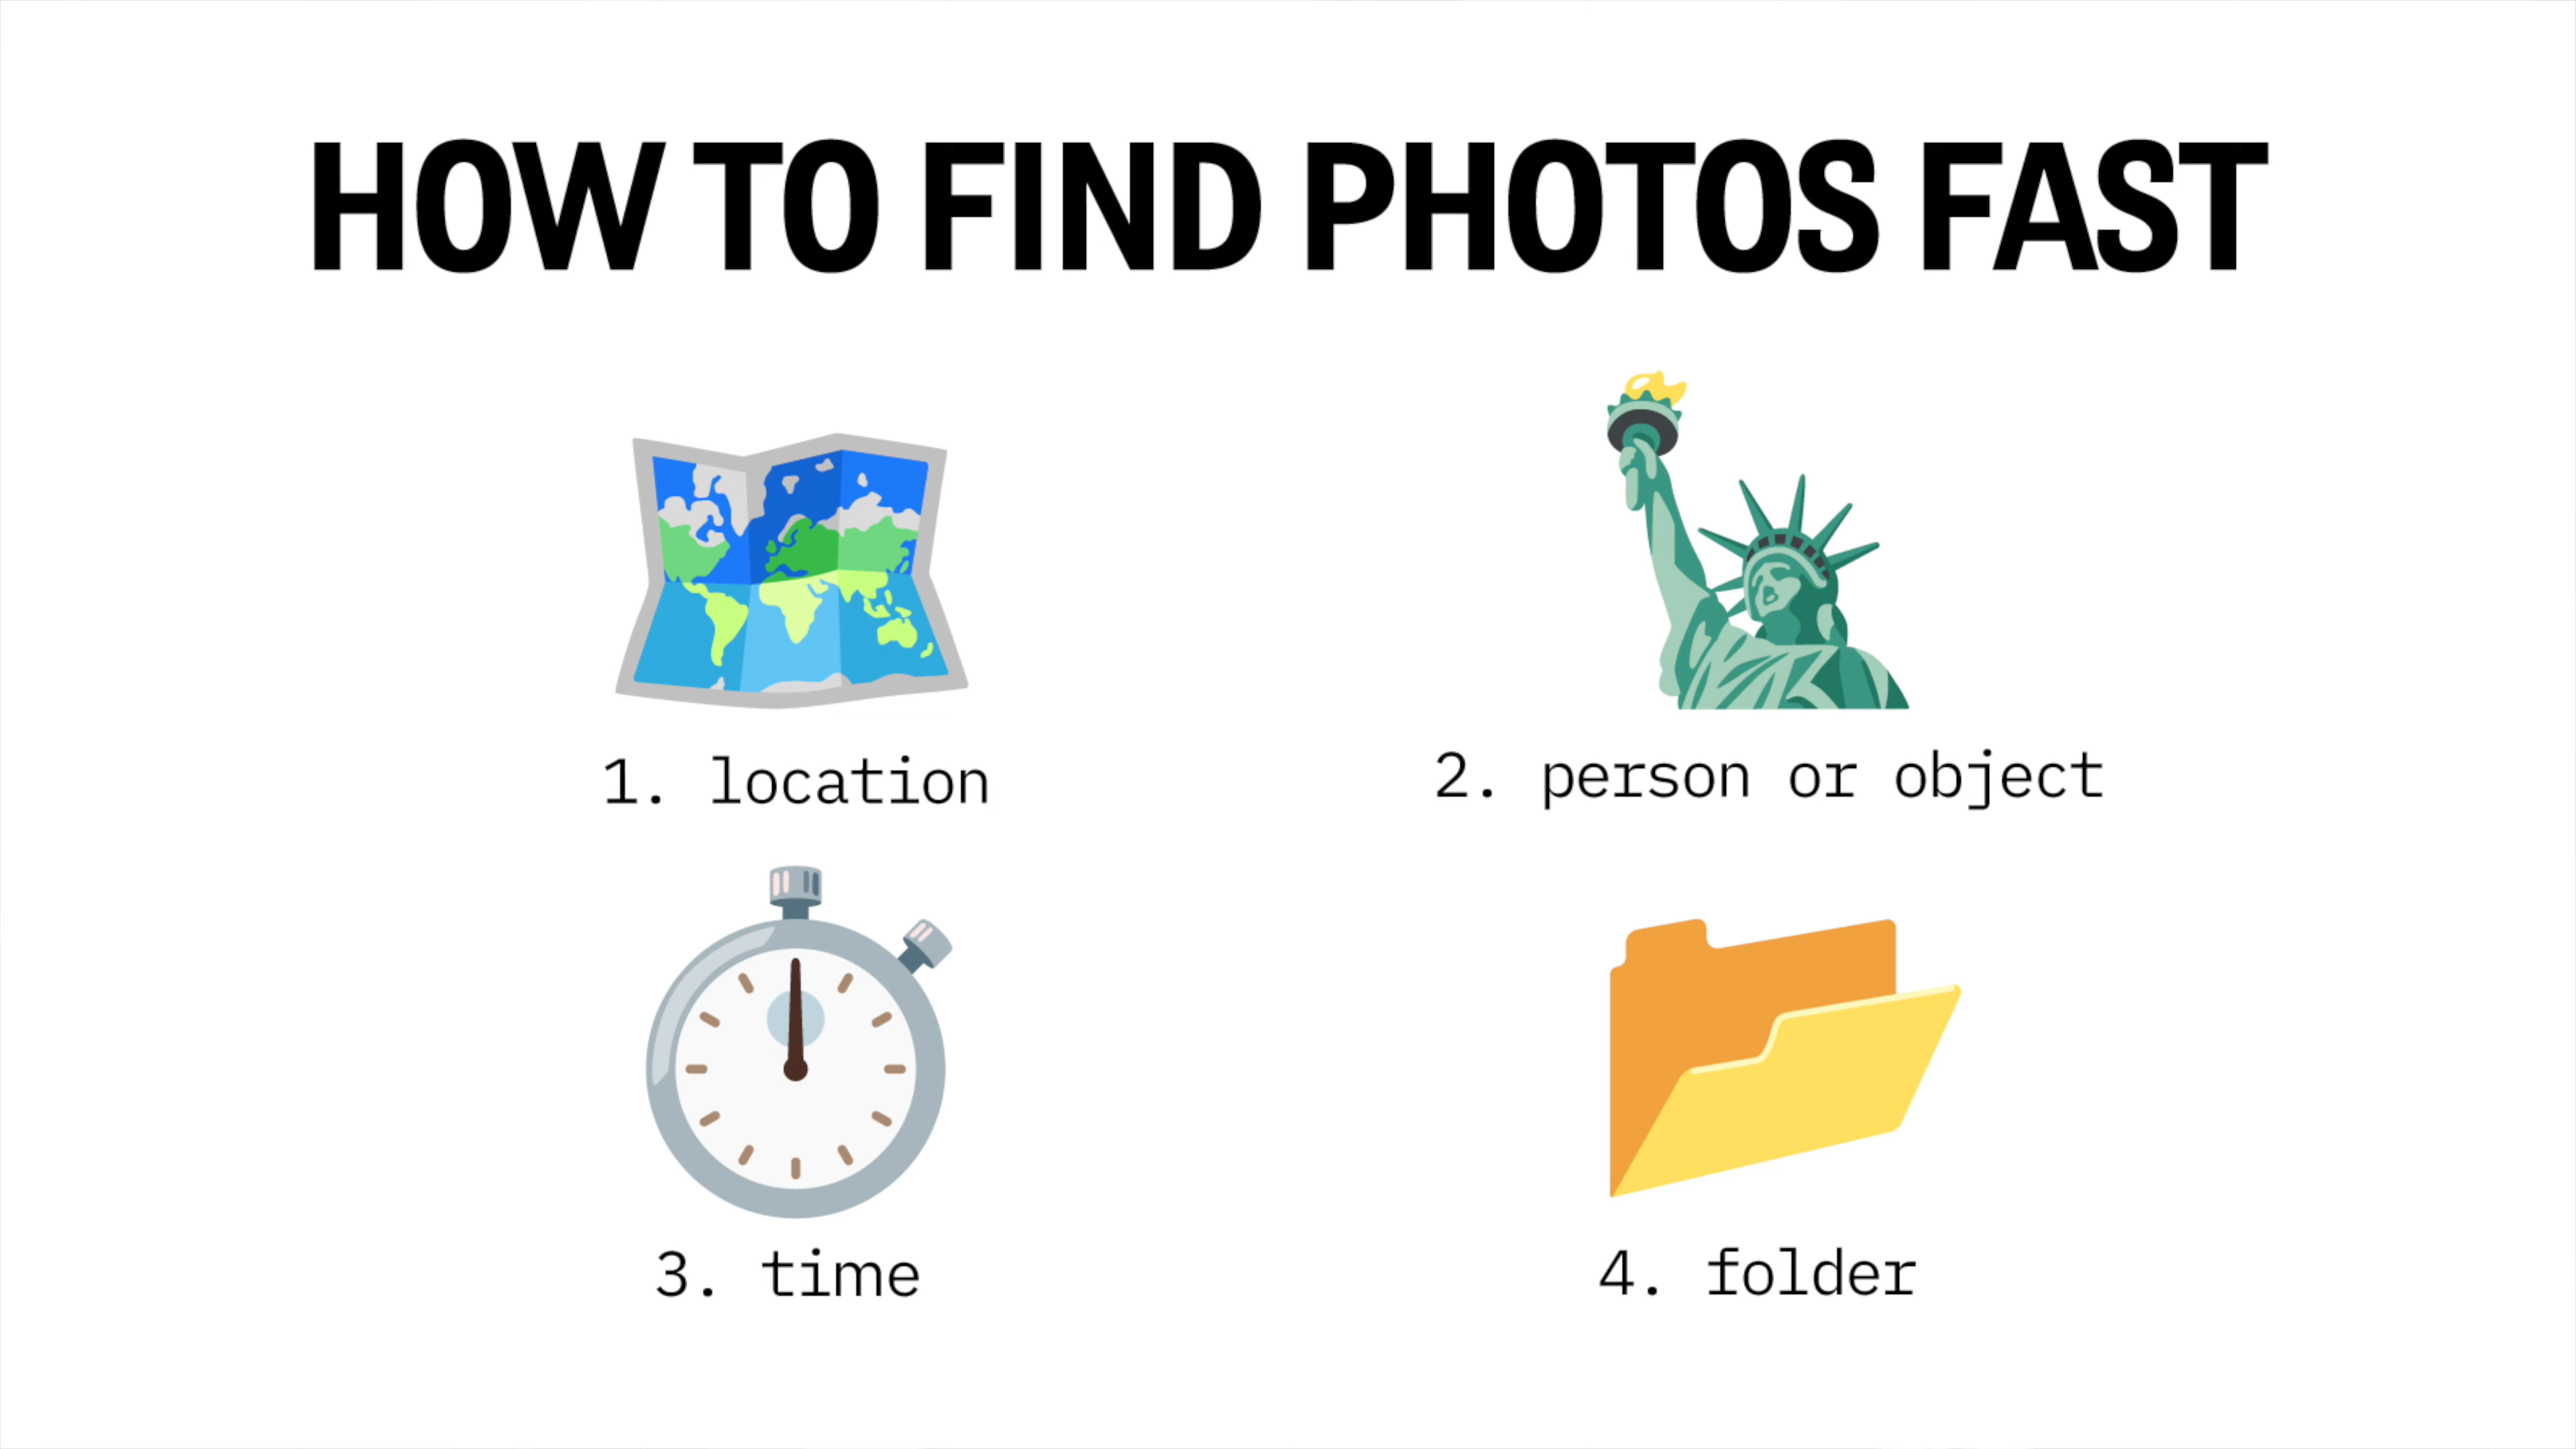 HOW TO FIND PHOTOS FAST
1. location
2. person or object
3. time
4. folder